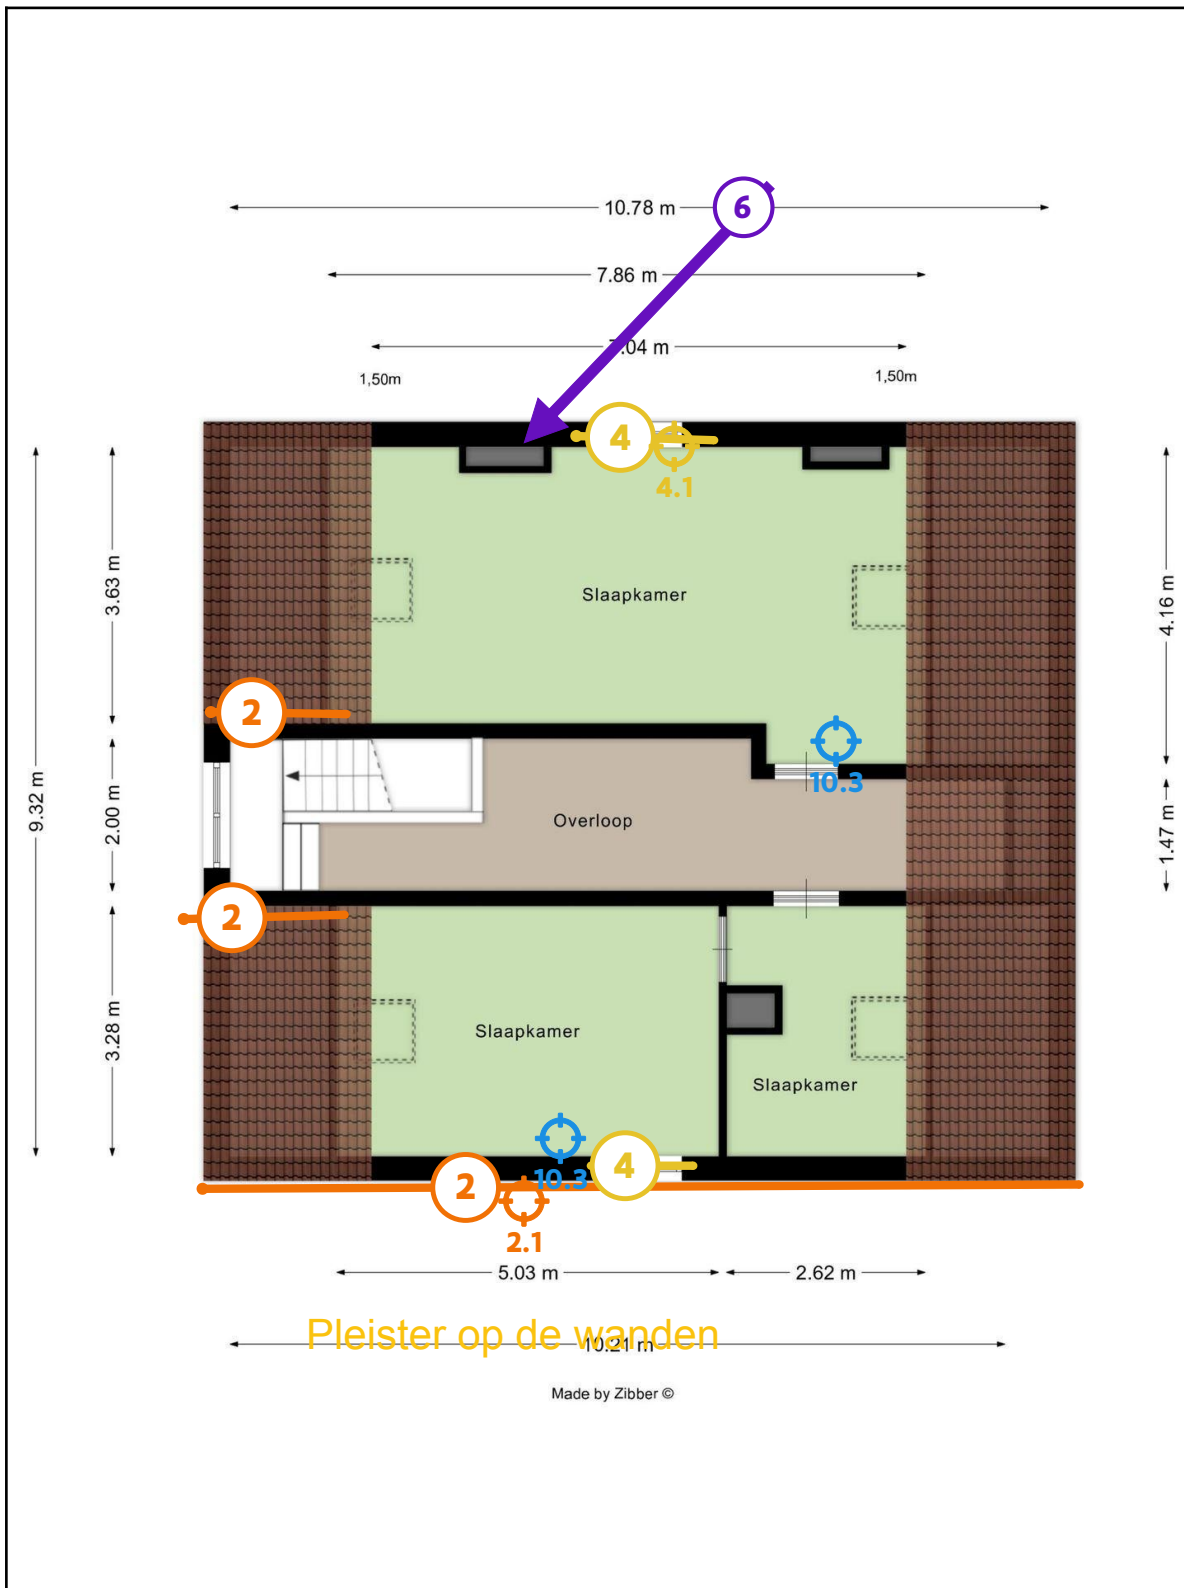 10.78 m
6
7.86 m
7.04 m
1,50m
1,50m
4
4.1
3.63 m
Slaapkamer
4.16 m
2
10.3
9.32 m
2.00 m
Overloop
1.47 m
2
3.28 m
Slaapkamer
Slaapkamer
10.3
4
2
2.1
5.03 m
2.62 m
Pleister op de wanden
10.21 m
Made by Zibber ©